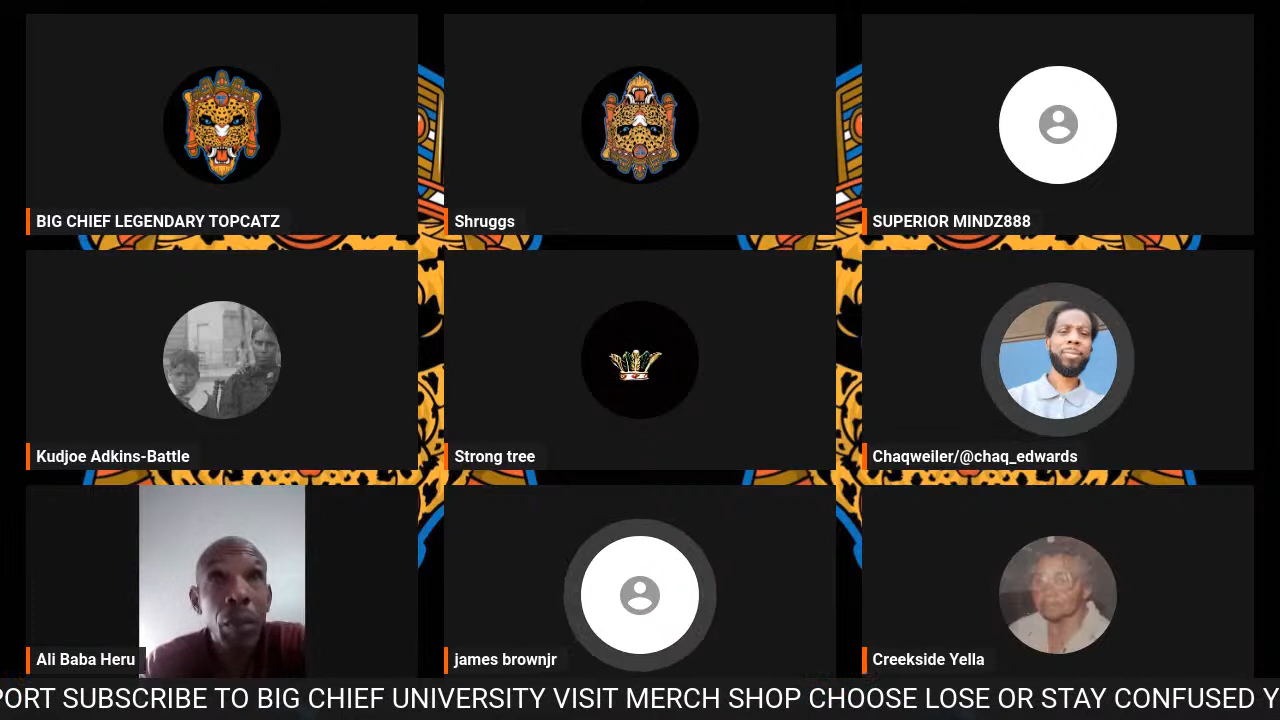 BIG CHIEF LEGENDARY TOPCATZ
Shruggs
SUPERIOR MINDZ888
Kudjoe Adkins-Battle
Strong tree
Chaqweiler/@chaq_edwards
Ali Baba Heru
james brownjr
Creekside Yella
PORT SUBSCRIBE TO BIG CHIEF UNIVERSITY VISIT MERCH SHOP CHOOSE LOSE OR STAY CONFUSED Y